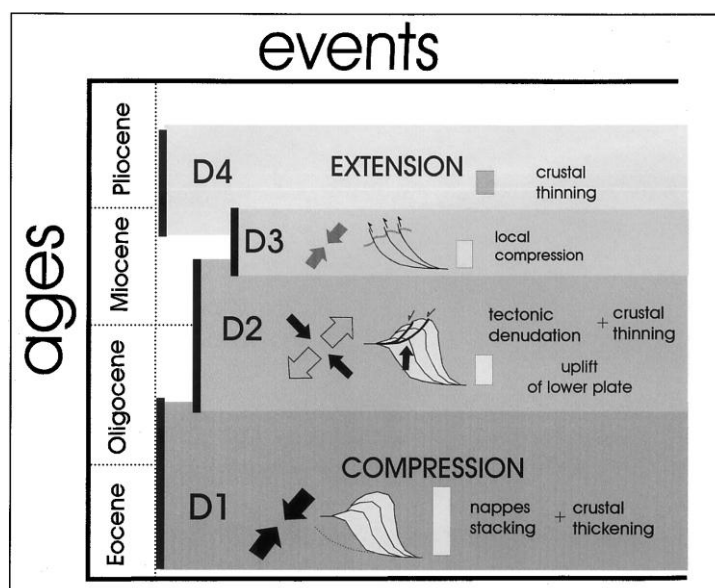 events
ages
Pliocene
Miocene
Oligocene
Eocene
D4
EXTENSION
crustal
thinning
D3
local
compression
D2
tectonic
denudation
+ crustal
thinning
uplift
of lower plate
D1
COMPRESSION
nappes
stacking
+ crustal
thickening